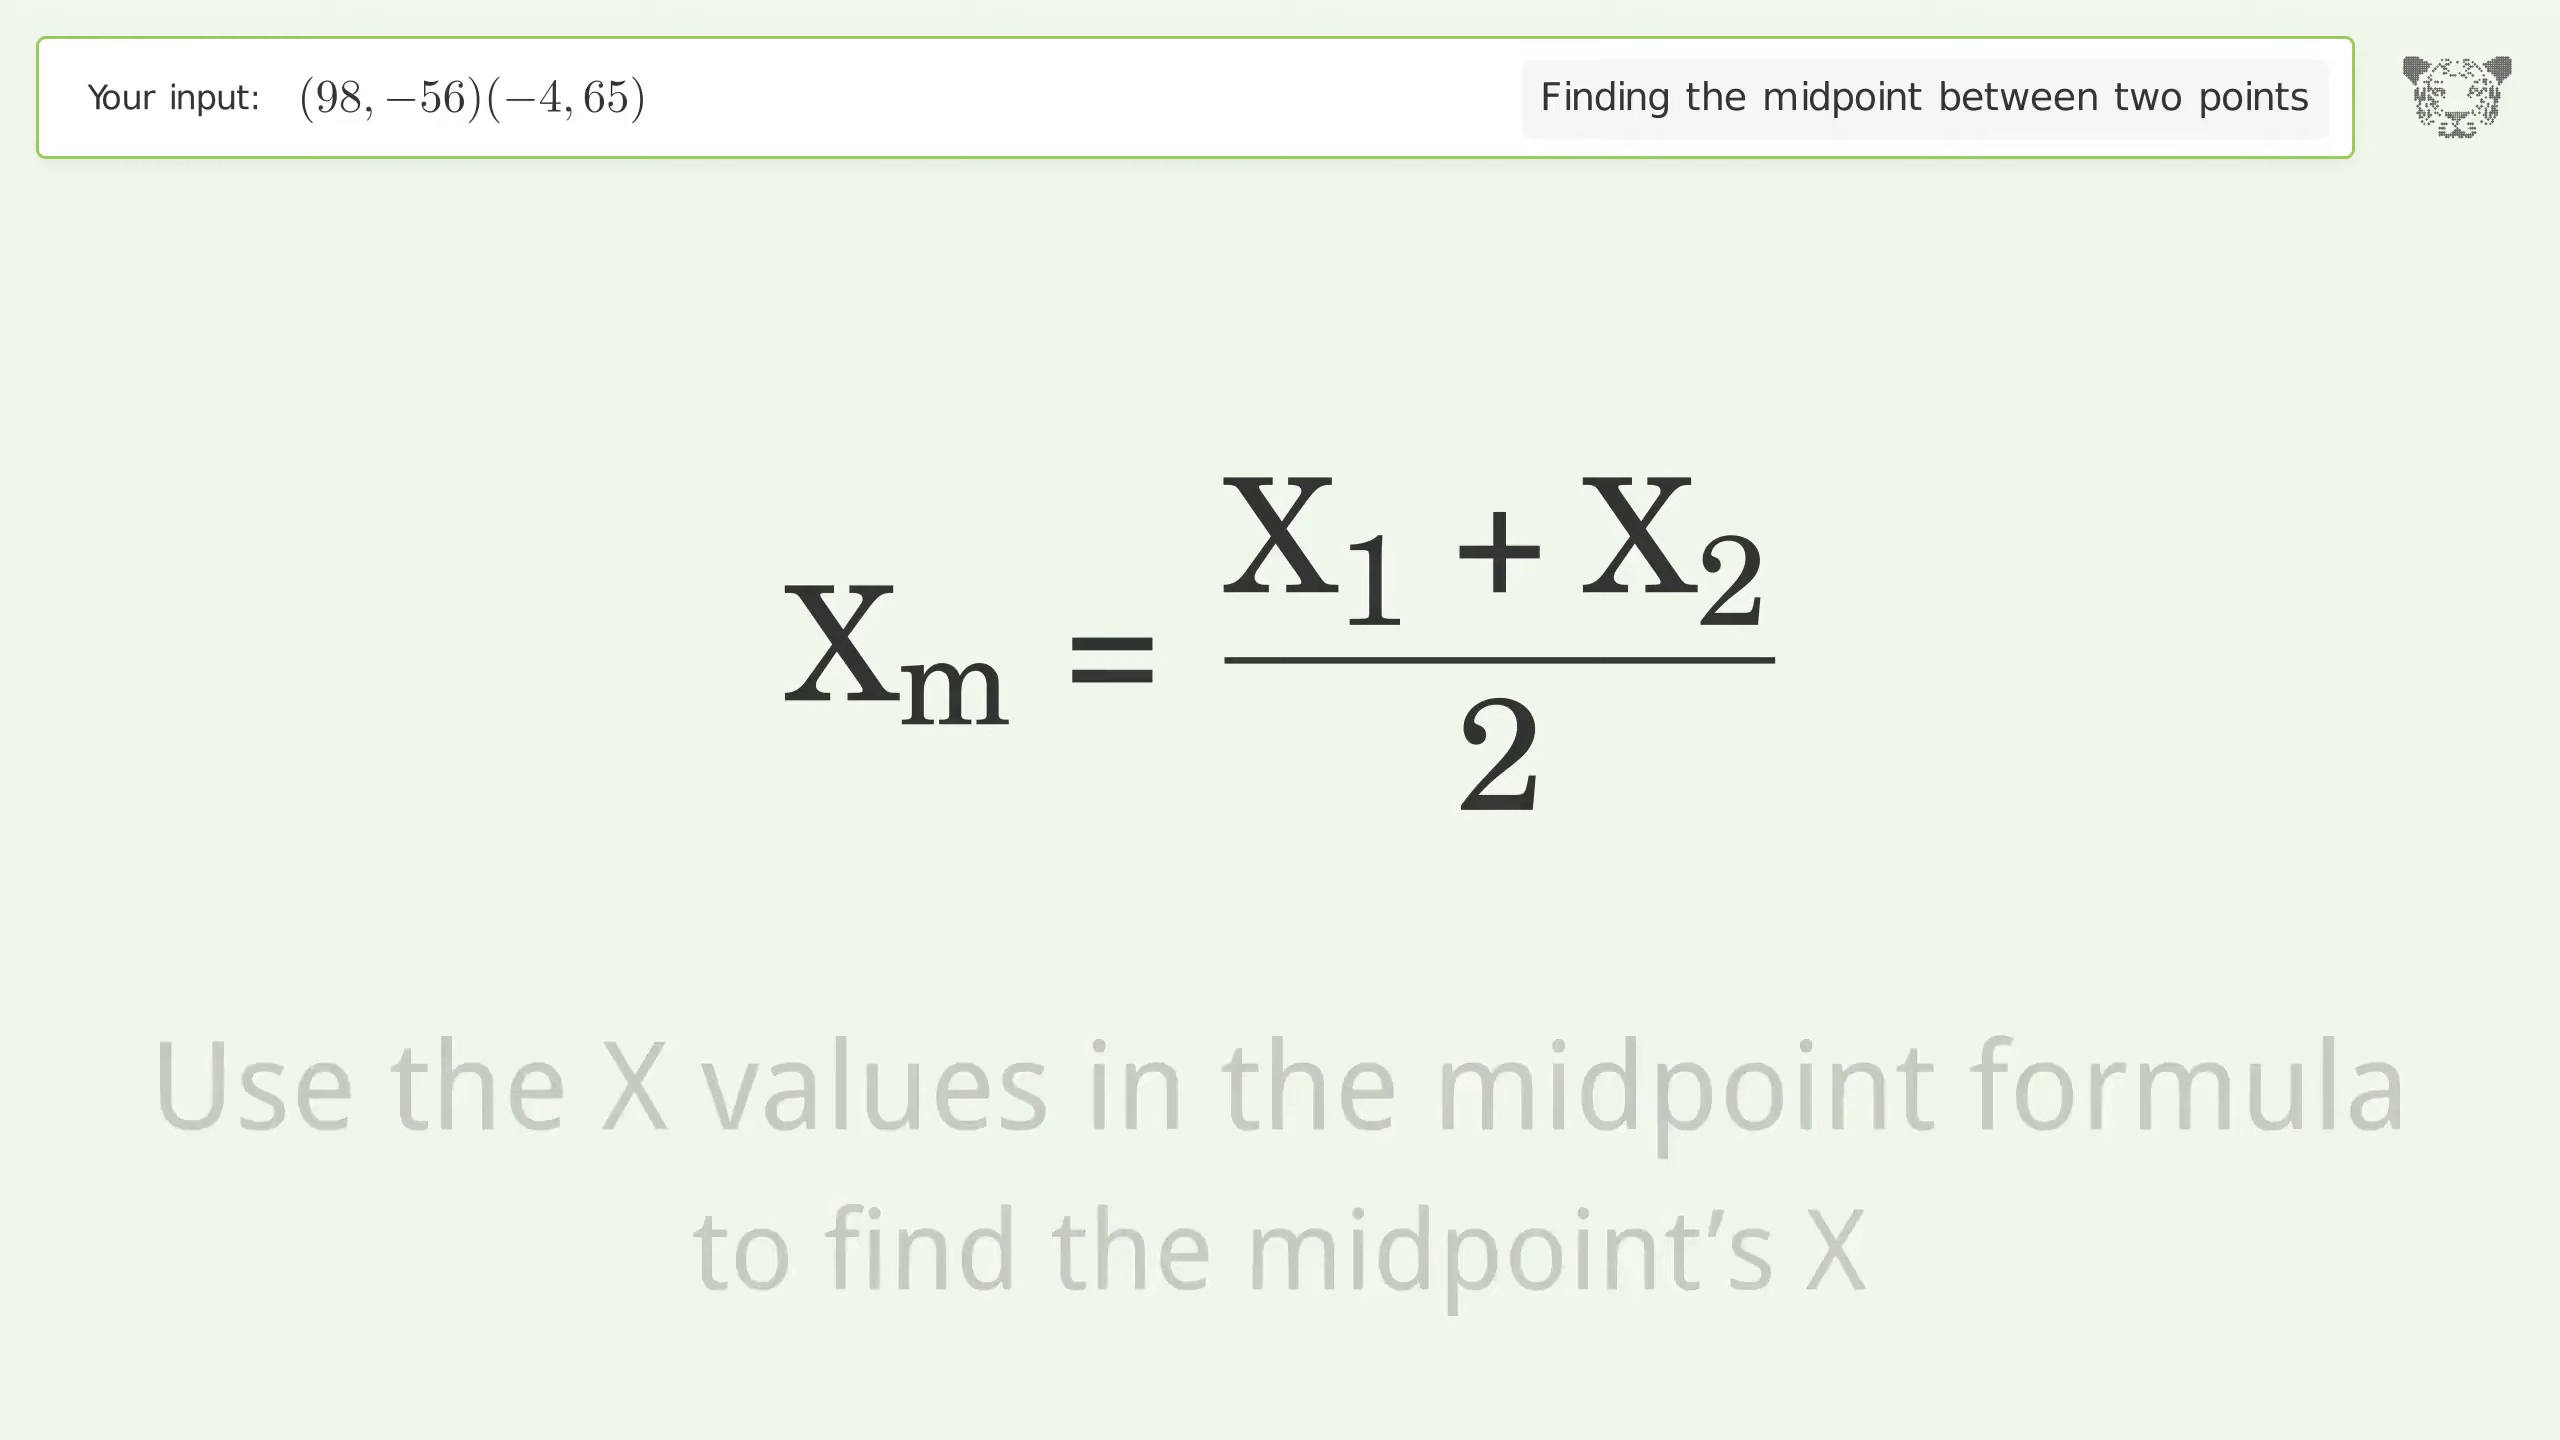 Your input: (98, −56)(−4, 65)
Finding the midpoint between two points
X₁ + X₂
Xₘ = ─────
2
Use the X values in the midpoint formula
to find the midpoint’s X